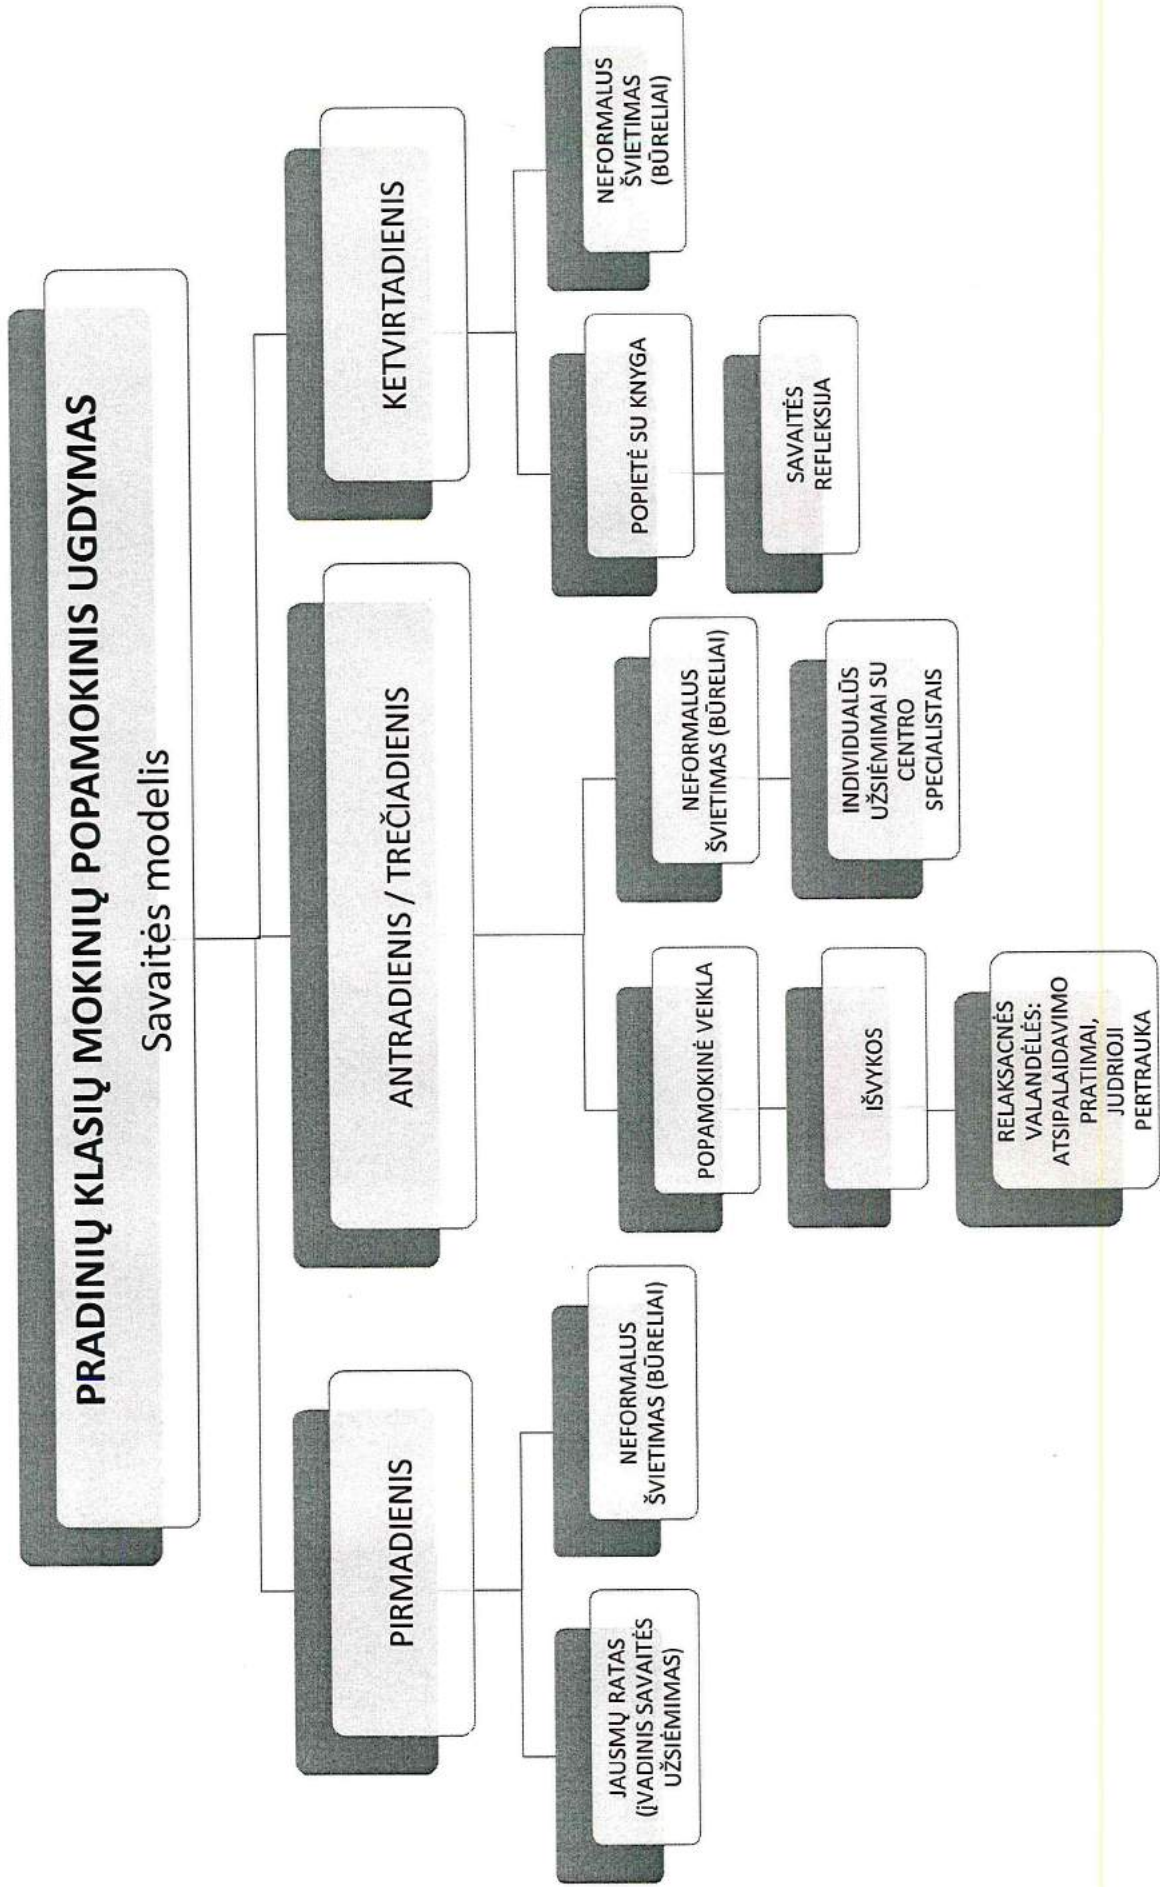 PRADINIŲ KLASIŲ MOKINIŲ POPAMOKINIS UGDYMAS
Savaitės modelis
PIRMADIENIS
JAUSMŲ RATAS
(ĮVADINIS SAVAITĖS
UŽSIĖMIMAS)
NEFORMALUS
ŠVIETIMAS (BŪRELIAI)
ANTRADIENIS / TREČIADIENIS
POPAMOKINĖ VEIKLA
IŠVYKOS
RELAKSACNĖS
VALANDĖLĖS:
ATSIPALAIDAVIMO
PRATIMAI,
JUDRIOJI
PERTRAUKA
NEFORMALUS
ŠVIETIMAS (BŪRELIAI)
INDIVIDUALŪS
UŽSIĖMIMAI SU
CENTRO
SPECIALISTAIS
KETVIRTADIENIS
POPIETĖ SU KNYGA
SAVAITĖS
REFLEKSIJA
NEFORMALUS
ŠVIETIMAS
(BŪRELIAI)